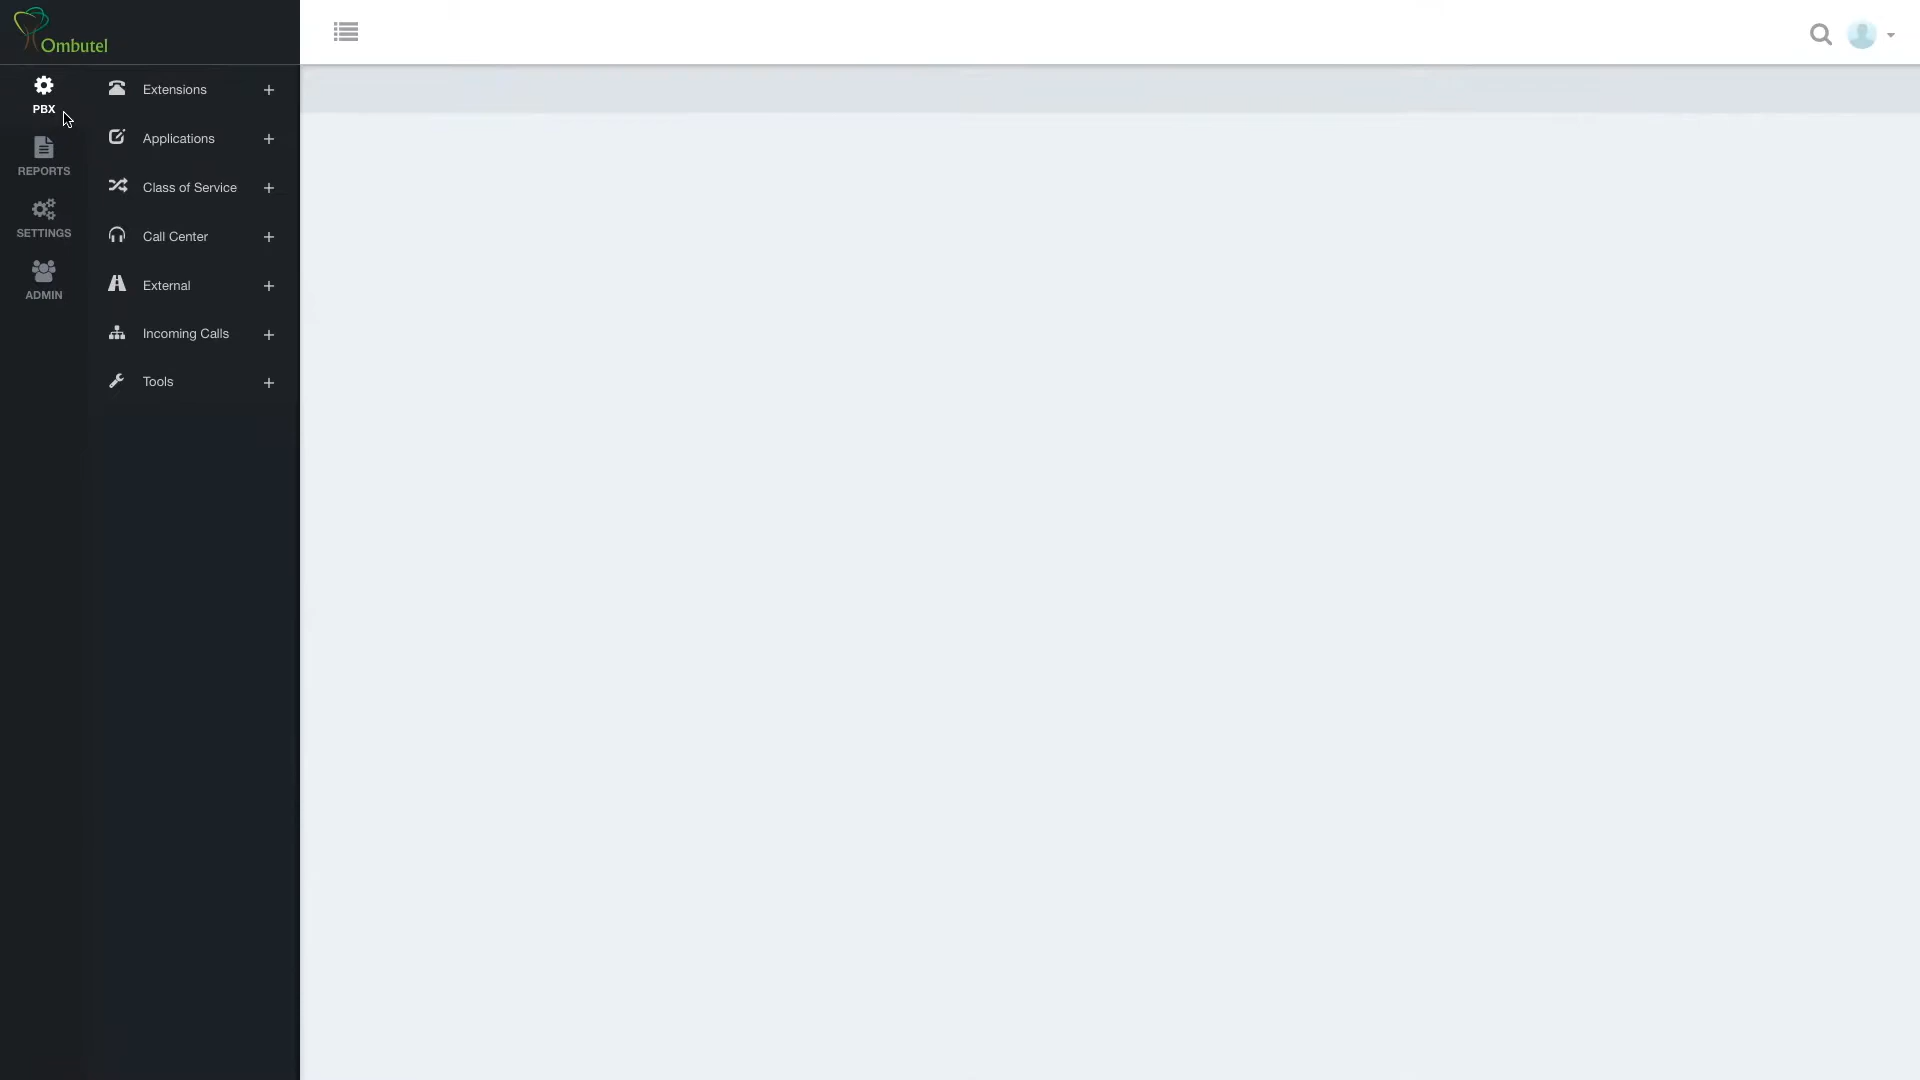 Ombutel
PBX
REPORTS
SETTINGS
ADMIN
Extensions
Applications
Class of Service
Call Center
External
Incoming Calls
Tools